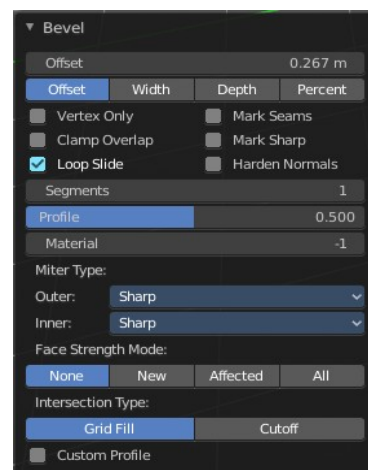 Bevel
Offset 0.267 m
Offset Width Depth Percent
Vertex Only Mark Seams
Clamp Overlap Mark Sharp
Loop Slide Harden Normals
Segments 1
Profile 0.500
Material -1
Miter Type:
Outer: Sharp
Inner: Sharp
Face Strength Mode:
None New Affected All
Intersection Type:
Grid Fill Cutoff
Custom Profile